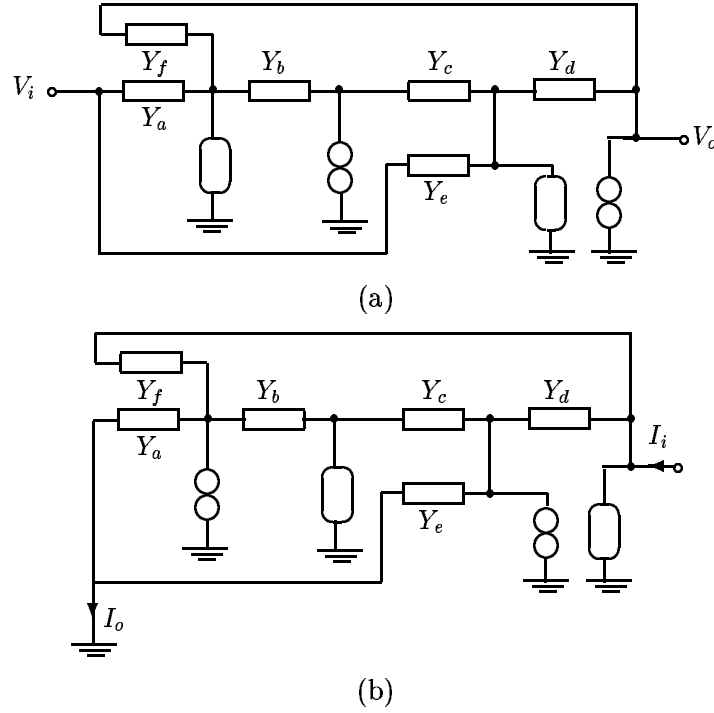 Y_f
V_i Y_b Y_c Y_d
Y_a
V_o
Y_e
(a)
Y_f Y_b Y_c Y_d
Y_a I_i
Y_e
I_o
(b)